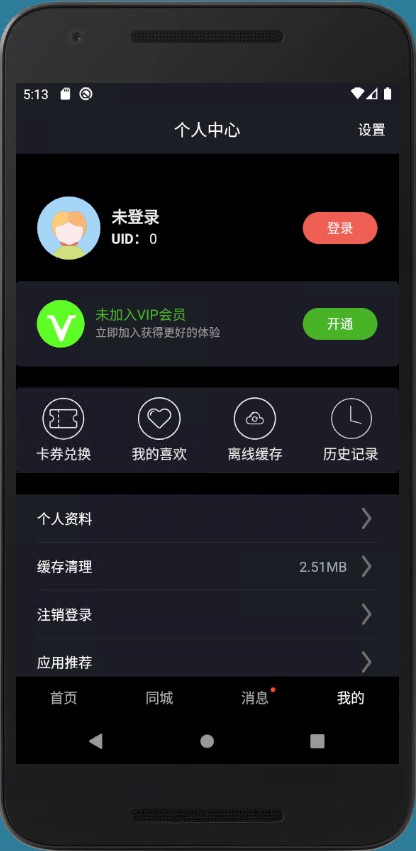 5:13
个人中心
设置
未登录
UID: 0
登录
未加入VIP会员
立即加入获得更好的体验
开通
卡券兑换
我的喜欢
离线缓存
历史记录
个人资料
缓存清理
2.51MB
注销登录
应用推荐
首页
同城
消息
我的